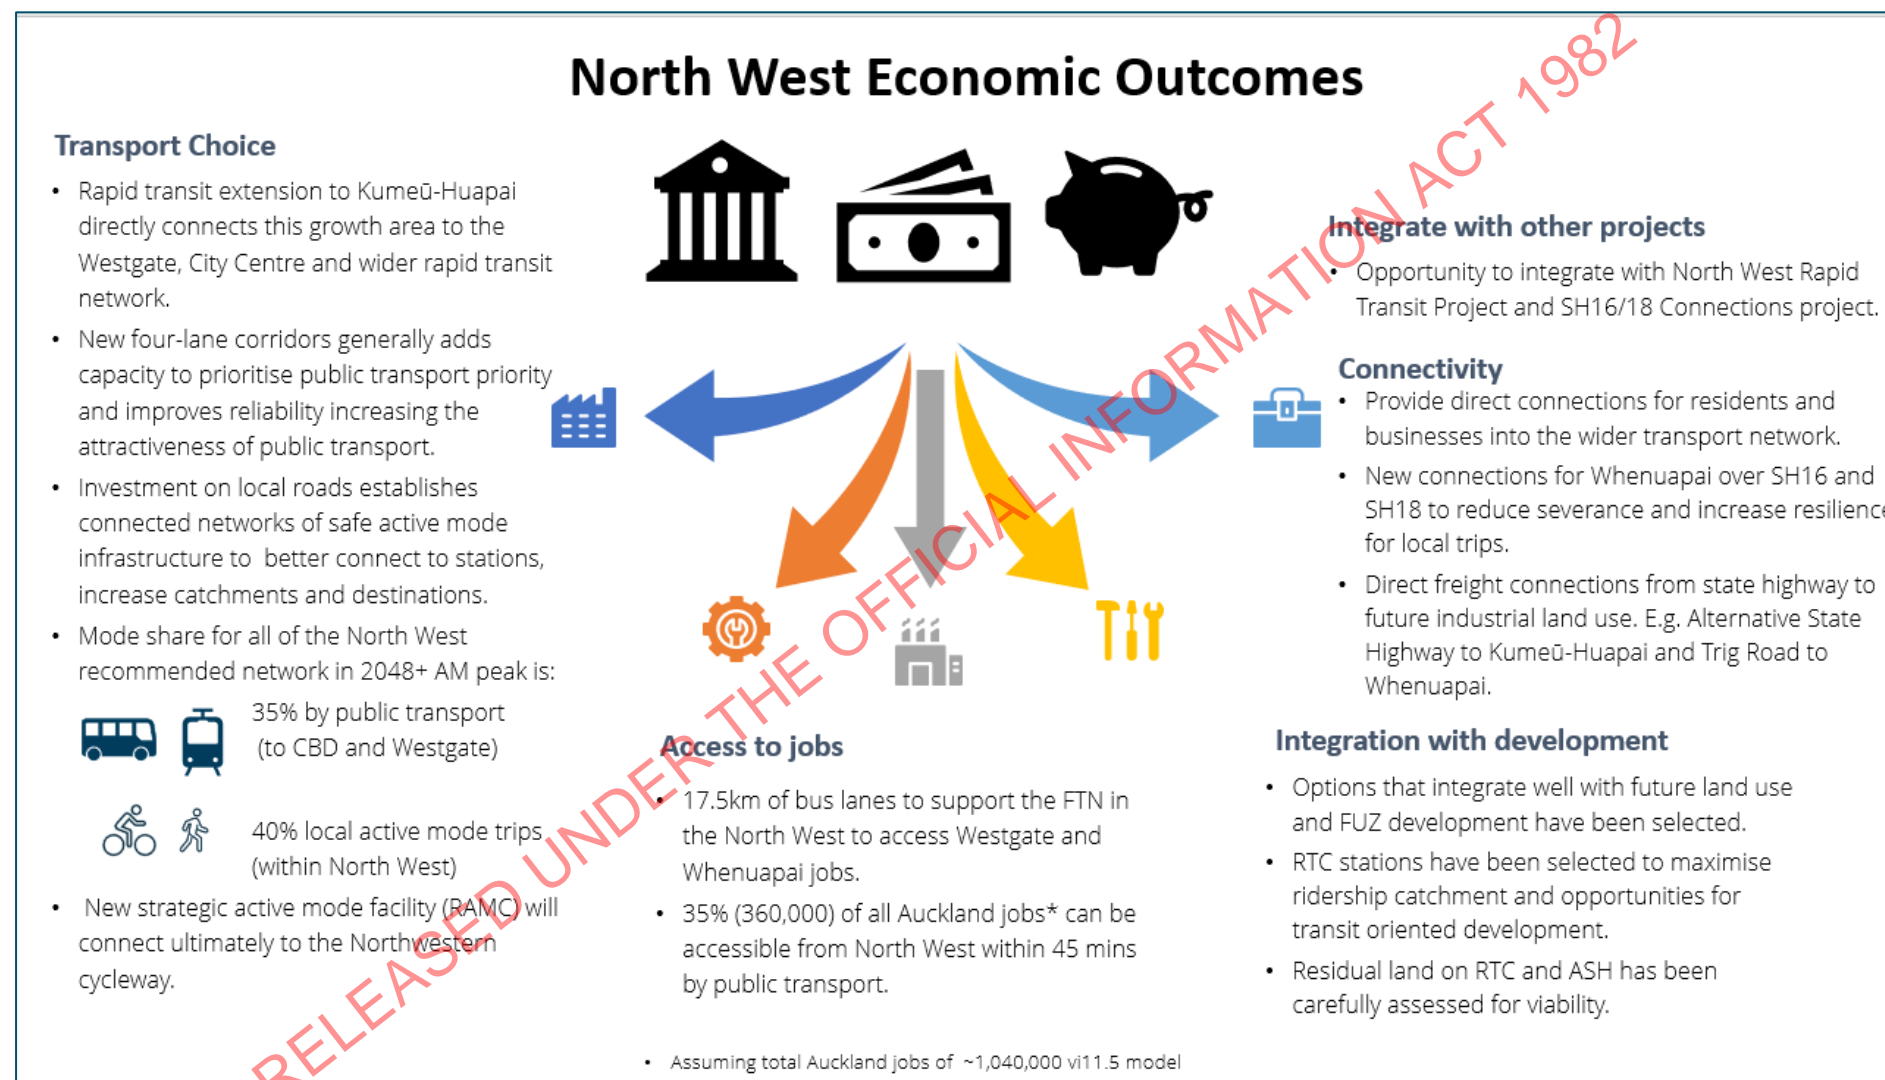 North West Economic Outcomes
Transport Choice
• Rapid transit extension to Kumeū-Huapai
directly connects this growth area to the
Westgate, City Centre and wider rapid transit
network.
• New four-lane corridors generally adds
capacity to prioritise public transport priority
and improves reliability increasing the
attractiveness of public transport.
• Investment on local roads establishes
connected networks of safe active mode
infrastructure to better connect to stations,
increase catchments and destinations.
• Mode share for all of the North West
recommended network in 2048+ AM peak is:
35% by public transport
(to CBD and Westgate)
40% local active mode trips
(within North West)
• New strategic active mode facility (RAMC) will
connect ultimately to the Northwestern
cycleway.
Access to jobs
• 17.5km of bus lanes to support the FTN in
the North West to access Westgate and
Whenuapai jobs.
• 35% (360,000) of all Auckland jobs* can be
accessible from North West within 45 mins
by public transport.
• Assuming total Auckland jobs of ~1,040,000 vi11.5 model
Integrate with other projects
• Opportunity to integrate with North West Rapid
Transit Project and SH16/18 Connections project.
Connectivity
• Provide direct connections for residents and
businesses into the wider transport network.
• New connections for Whenuapai over SH16 and
SH18 to reduce severance and increase resilience
for local trips.
• Direct freight connections from state highway to
future industrial land use. E.g. Alternative State
Highway to Kumeū-Huapai and Trig Road to
Whenuapai.
Integration with development
• Options that integrate well with future land use
and FUZ development have been selected.
• RTC stations have been selected to maximise
ridership catchment and opportunities for
transit oriented development.
• Residual land on RTC and ASH has been
carefully assessed for viability.
RELEASED UNDER THE OFFICIAL INFORMATION ACT 1982